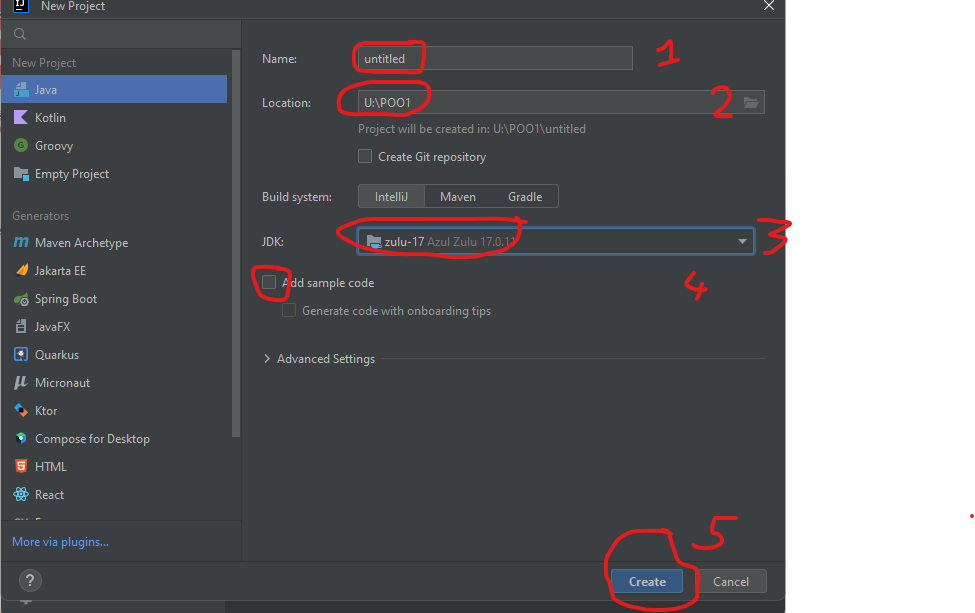 New Project
New Project
Java
Kotlin
Groovy
Empty Project
Generators
Maven Archetype
Jakarta EE
Spring Boot
JavaFX
Quarkus
Micronaut
Ktor
Compose for Desktop
HTML
React
More via plugins...
?
Name: untitled 1
Location: U:\POO1 2
Project will be created in: U:\POO1\untitled
Create Git repository
Build system: IntelliJ Maven Gradle
JDK: zulu-17 Azul Zulu 17.0.11 3
Add sample code 4
Generate code with onboarding tips
Advanced Settings
5
Create Cancel